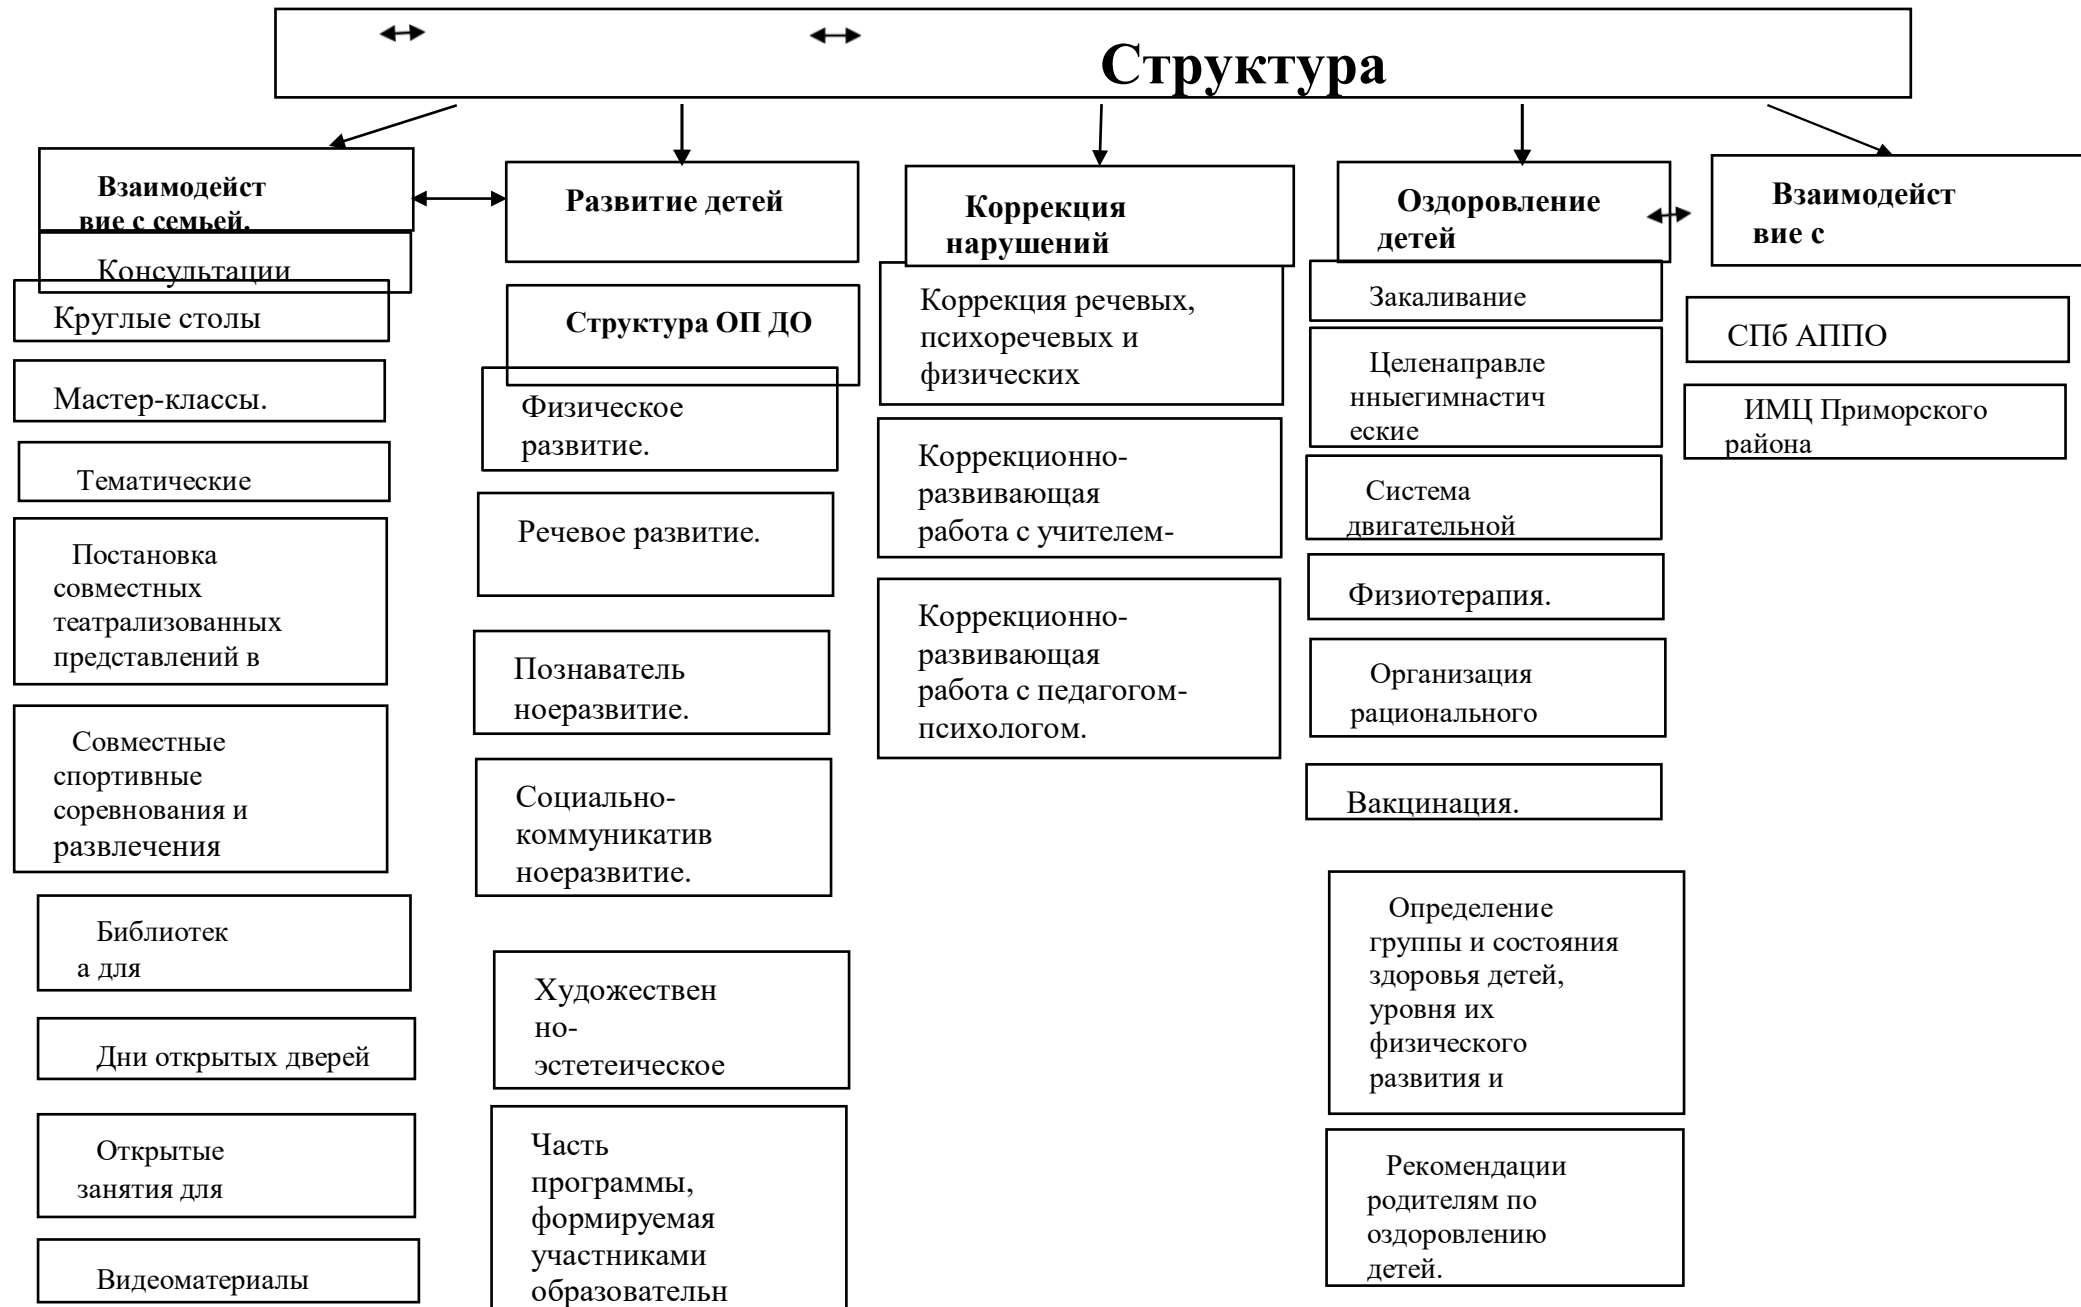 Структура
Взаимодейст
вие с семьей.
Консультации
Круглые столы
Мастер-классы.
Тематические
Постановка
совместных
театрализованных
представлений в
Совместные
спортивные
соревнования и
развлечения
Библиотек
а для
Дни открытых дверей
Открытые
занятия для
Видеоматериалы
Развитие детей
Структура ОП ДО
Физическое
развитие.
Речевое развитие.
Познаватель
ноеразвитие.
Социально-
коммуникатив
ноеразвитие.
Художествен
но-
эстетеическое
Часть
программы,
формируемая
участниками
образовательн
Коррекция
нарушений
Коррекция речевых,
психоречевых и
физических
Коррекционно-
развивающая
работа с учителем-
Коррекционно-
развивающая
работа с педагогом-
психологом.
Оздоровление
детей
Закаливание
Целенаправле
нныегимнастич
еские
Система
двигательной
Физиотерапия.
Организация
рационального
Вакцинация.
Определение
группы и состояния
здоровья детей,
уровня их
физического
развития и
Рекомендации
родителям по
оздоровлению
детей.
Взаимодейст
вие с
СПб АППО
ИМЦ Приморского
района